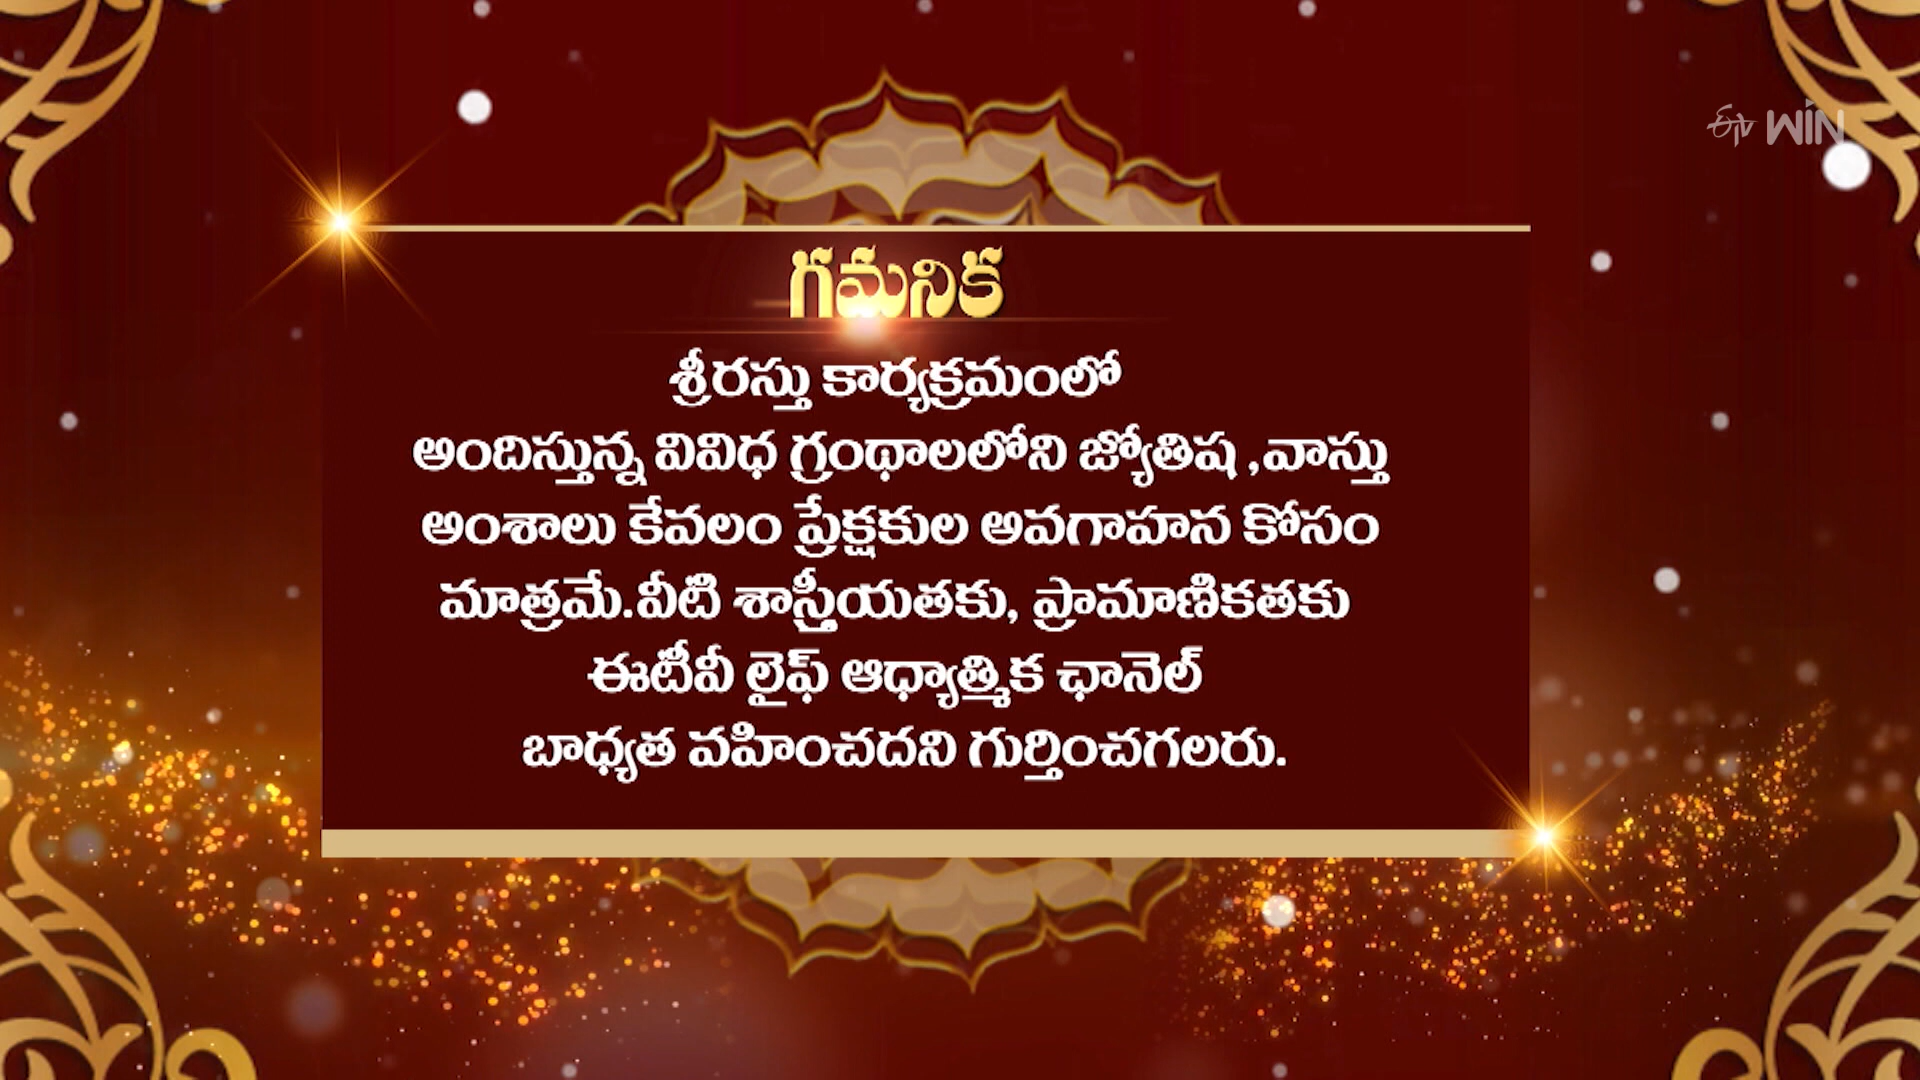 ఈటీవీ WIN
గమనిక
శ్రీరస్తు కార్యక్రమంలో
అందిస్తున్న వివిధ గ్రంథాలలోని జ్యోతిష ,వాస్తు
అంశాలు కేవలం ప్రేక్షకుల అవగాహన కోసం
మాత్రమే.వీటి శాస్త్రీయతకు, ప్రామాణికతకు
ఈటీవీ లైఫ్ ఆధ్యాత్మిక ఛానెల్
బాధ్యత వహించదని గుర్తించగలరు.